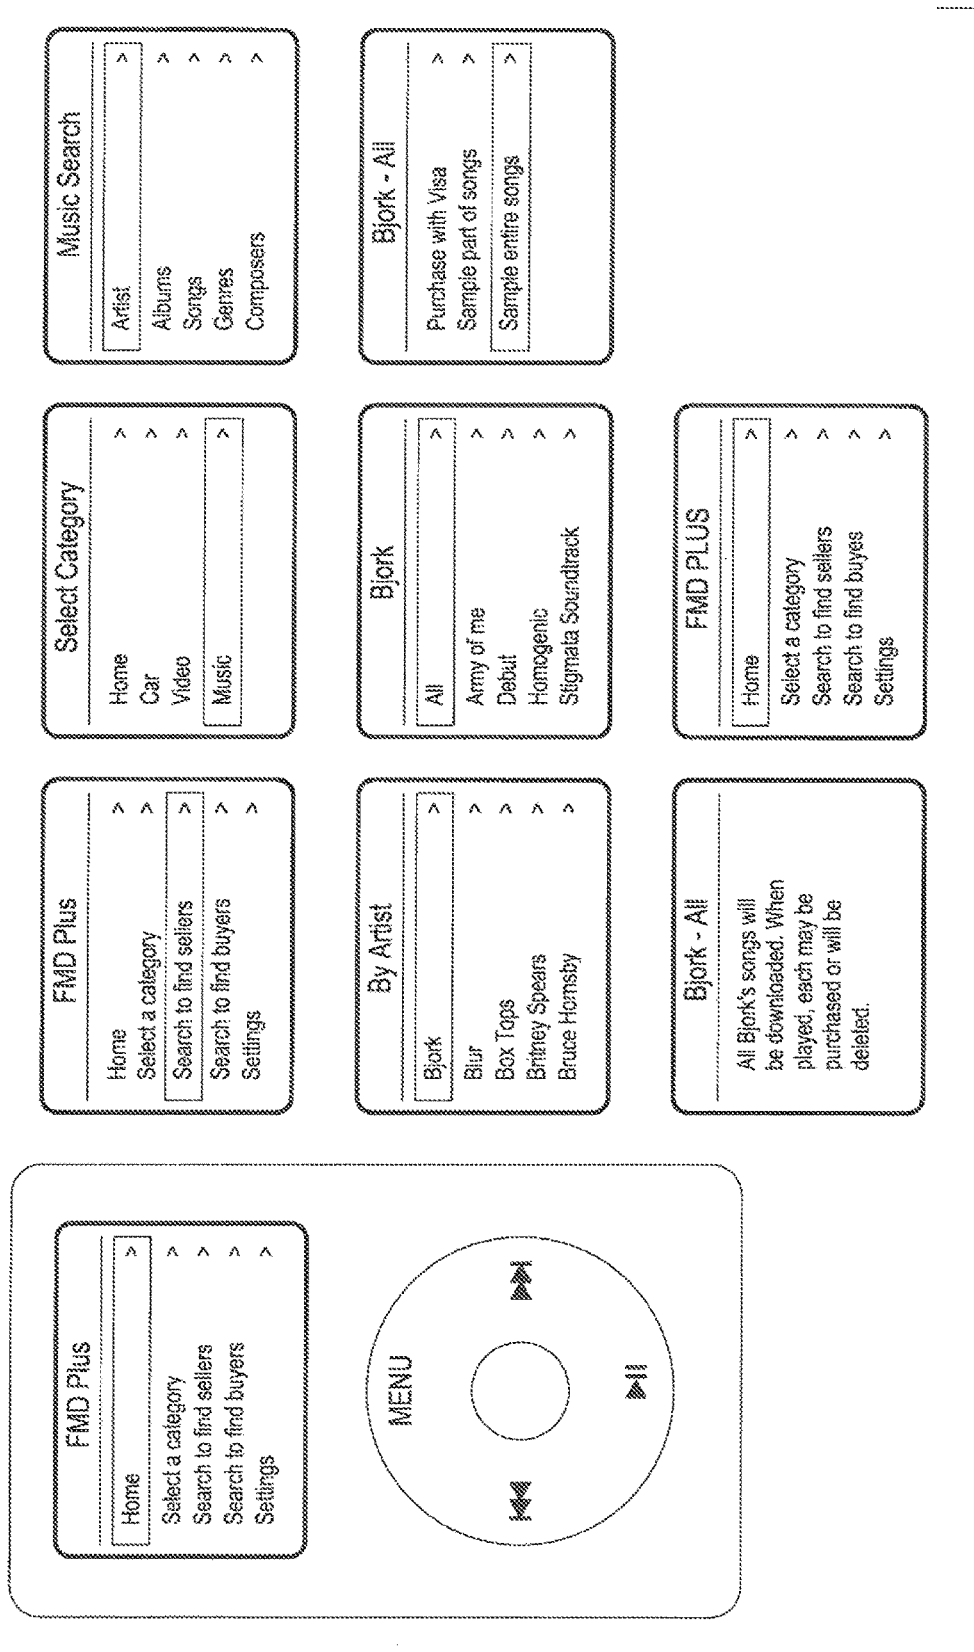 FMD Plus
Home >
Select a category >
Search to find sellers >
Search to find buyers >
Settings >
MENU
FMD Plus
Home >
Select a category >
Search to find sellers >
Search to find buyers >
Settings >
Select Category
Home >
Car >
Video >
Music >
Music Search
Artist >
Albums >
Songs >
Genres >
Composers >
By Artist
Bjork >
Blur >
Box Tops >
Britney Spears >
Bruce Hornsby >
Bjork
All >
Army of me >
Debut >
Homogenic >
Stigmata Soundtrack >
Bjork - All
Purchase with Visa >
Sample part of songs >
Sample entire songs >
Bjork - All
All Bjork's songs will
be downloaded. When
played, each may be
purchased or will be
deleted.
FMD PLUS
Home >
Select a category >
Search to find sellers >
Search to find buyes >
Settings >